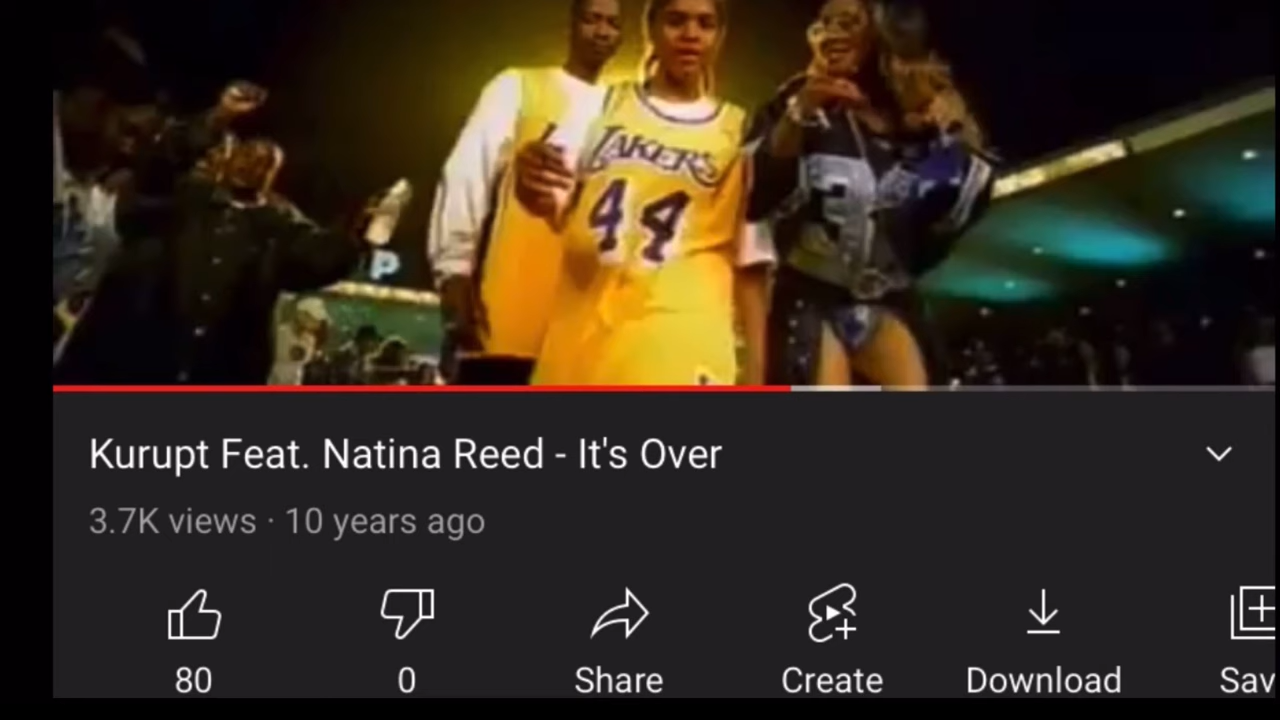 LAKERS
44
3
P
Kurupt Feat. Natina Reed - It's Over
3.7K views · 10 years ago
80
0
Share
Create
Download
Sav